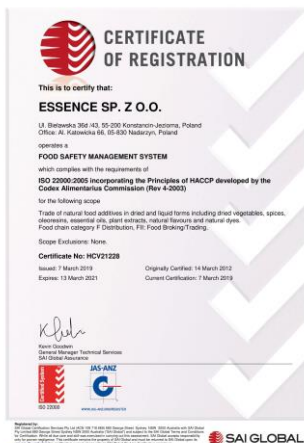 CERTIFICATE
OF REGISTRATION
This is to certify that:
ESSENCE SP. Z O.O.
Ul. Bielawska 36d /43, 55-200 Konstancin-Jeziorna, Poland
Office: Al. Katowicka 66, 05-830 Nadarzyn, Poland
operates a
FOOD SAFETY MANAGEMENT SYSTEM
which complies with the requirements of
ISO 22000:2005 incorporating the Principles of HACCP developed by the
Codex Alimentarius Commission (Rev 4-2003)
for the following scope
Trade of natural food additives in dried and liquid forms including dried vegetables, spices,
oleoresins, essential oils, plant extracts, natural flavours and natural dyes.
Food chain category F Distribution, FII: Food Broking/Trading.
Scope Exclusions: None.
Certificate No: HCV21228
Issued: 7 March 2019
Originally Certified: 14 March 2012
Expires: 13 March 2021
Current Certification: 7 March 2019
Kevin Goodwin
General Manager Technical Services
SAI Global Assurance
Certified System
JAS-ANZ
ISO 22000
SAI GLOBAL